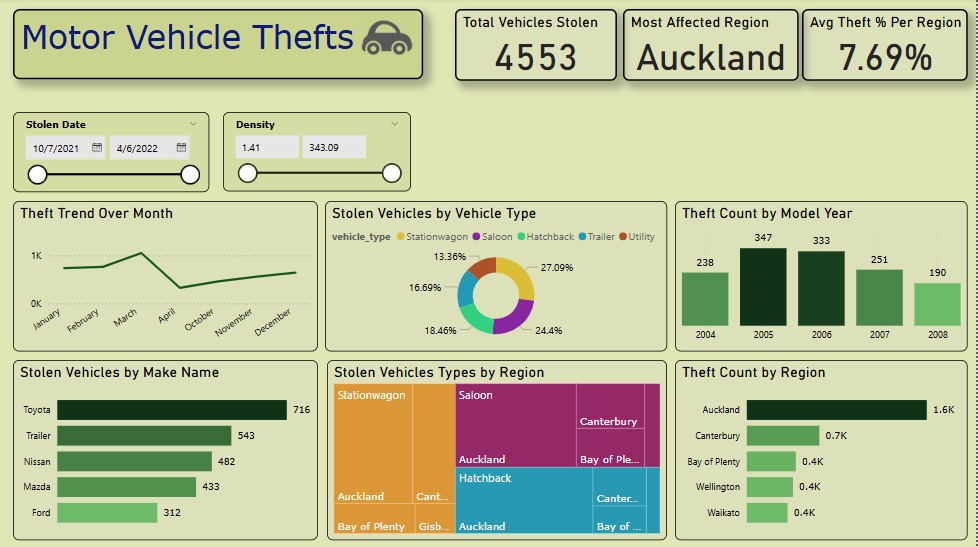 Motor Vehicle Thefts
Total Vehicles Stolen
4553
Most Affected Region
Auckland
Avg Theft % Per Region
7.69%
Stolen Date
10/7/2021
4/6/2022
Density
1.41
343.09
Theft Trend Over Month
1K
0K
January
February
March
April
October
November
December
Stolen Vehicles by Vehicle Type
vehicle_type Stationwagon Saloon Hatchback Trailer Utility
13.36%
27.09%
16.69%
18.46%
24.4%
Theft Count by Model Year
238
347
333
251
190
2004
2005
2006
2007
2008
Stolen Vehicles by Make Name
Toyota 716
Trailer 543
Nissan 482
Mazda 433
Ford 312
Stolen Vehicles Types by Region
Stationwagon
Auckland
Cant...
Bay of Plenty
Gisb...
Saloon
Auckland
Canterbury
Bay of Ple...
Hatchback
Auckland
Canter...
Bay of ...
Theft Count by Region
Auckland 1.6K
Canterbury 0.7K
Bay of Plenty 0.4K
Wellington 0.4K
Waikato 0.4K